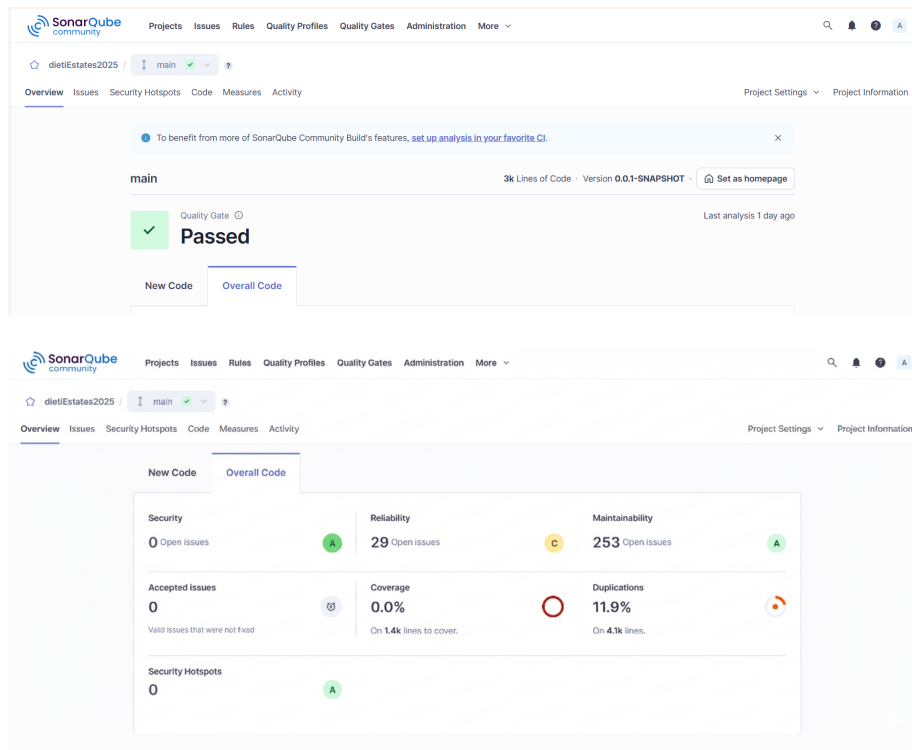 SonarQube community Projects Issues Rules Quality Profiles Quality Gates Administration More ? A
dietiEstates2025 / main ?
Overview Issues Security Hotspots Code Measures Activity Project Settings Project Information
To benefit from more of SonarQube Community Build's features, set up analysis in your favorite CI.
main 3k Lines of Code · Version 0.0.1-SNAPSHOT · Set as homepage
Quality Gate Last analysis 1 day ago
Passed
New Code Overall Code
SonarQube community Projects Issues Rules Quality Profiles Quality Gates Administration More ? A
dietiEstates2025 / main ?
Overview Issues Security Hotspots Code Measures Activity Project Settings Project Information
New Code Overall Code
Security Reliability Maintainability
0 Open issues A 29 Open issues C 253 Open issues A
Accepted issues Coverage Duplications
0 0.0% 11.9%
Valid issues that were not fixed On 1.4k lines to cover. On 4.1k lines.
Security Hotspots
0 A